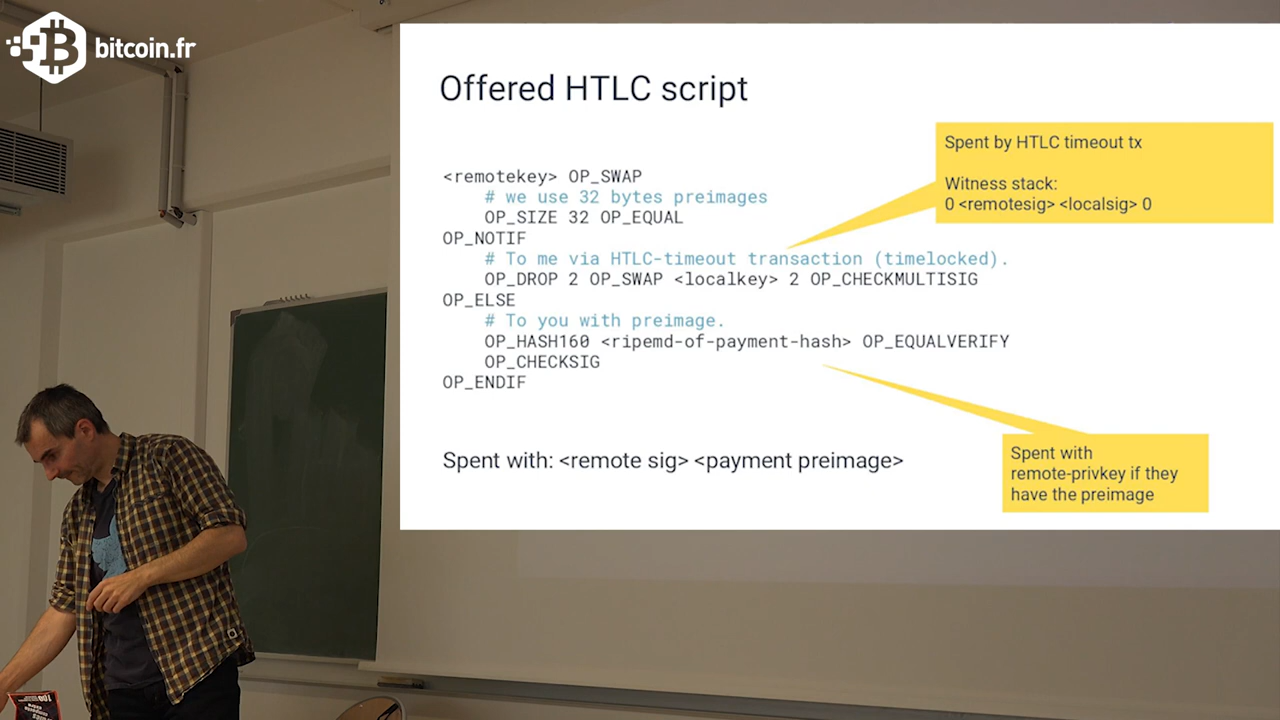 bitcoin.fr
Offered HTLC script
<remotekey> OP_SWAP
# we use 32 bytes preimages
OP_SIZE 32 OP_EQUAL
OP_NOTIF
# To me via HTLC-timeout transaction (timelocked).
OP_DROP 2 OP_SWAP <localkey> 2 OP_CHECKMULTISIG
OP_ELSE
# To you with preimage.
OP_HASH160 <ripemd-of-payment-hash> OP_EQUALVERIFY
OP_CHECKSIG
OP_ENDIF
Spent with: <remote sig> <payment preimage>
Spent by HTLC timeout tx
Witness stack:
0 <remotesig> <localsig> 0
Spent with
remote-privkey if they
have the preimage